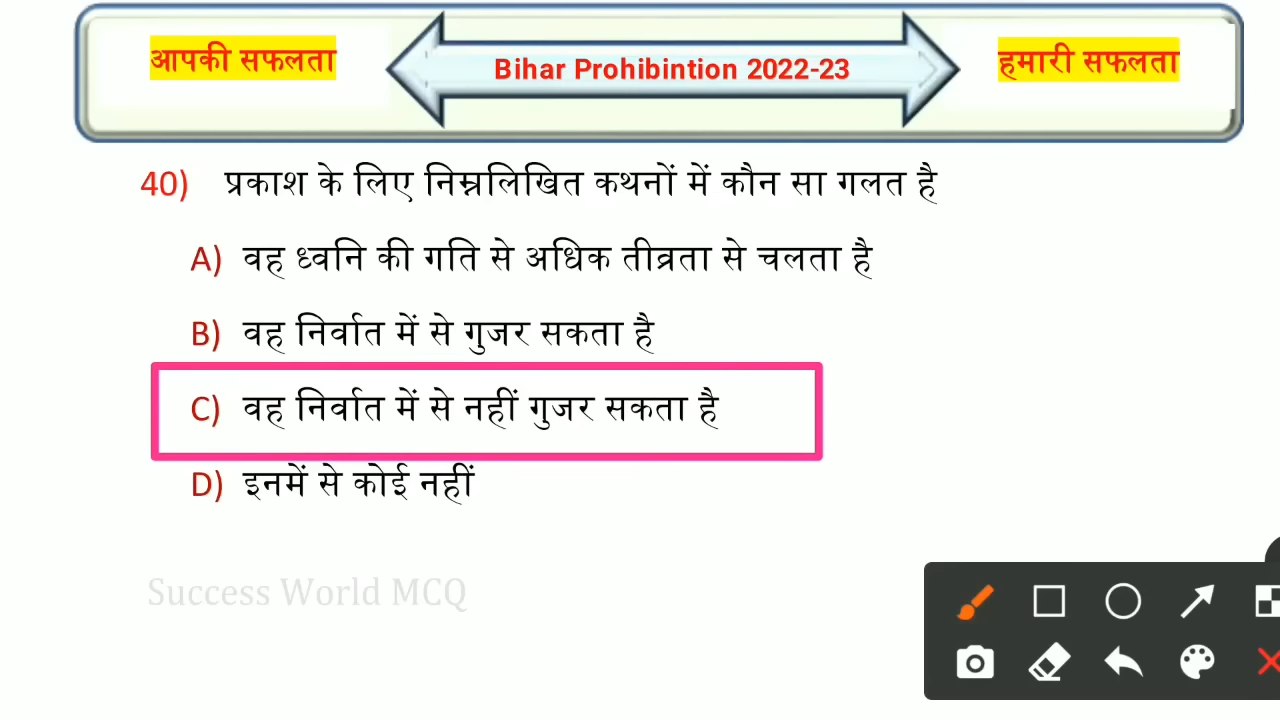 आपकी सफलता
Bihar Prohibintion 2022-23
हमारी सफलता
40) प्रकाश के लिए निम्नलिखित कथनों में कौन सा गलत है
A) वह ध्वनि की गति से अधिक तीव्रता से चलता है
B) वह निर्वात में से गुजर सकता है
C) वह निर्वात में से नहीं गुजर सकता है
D) इनमें से कोई नहीं
Success World MCQ